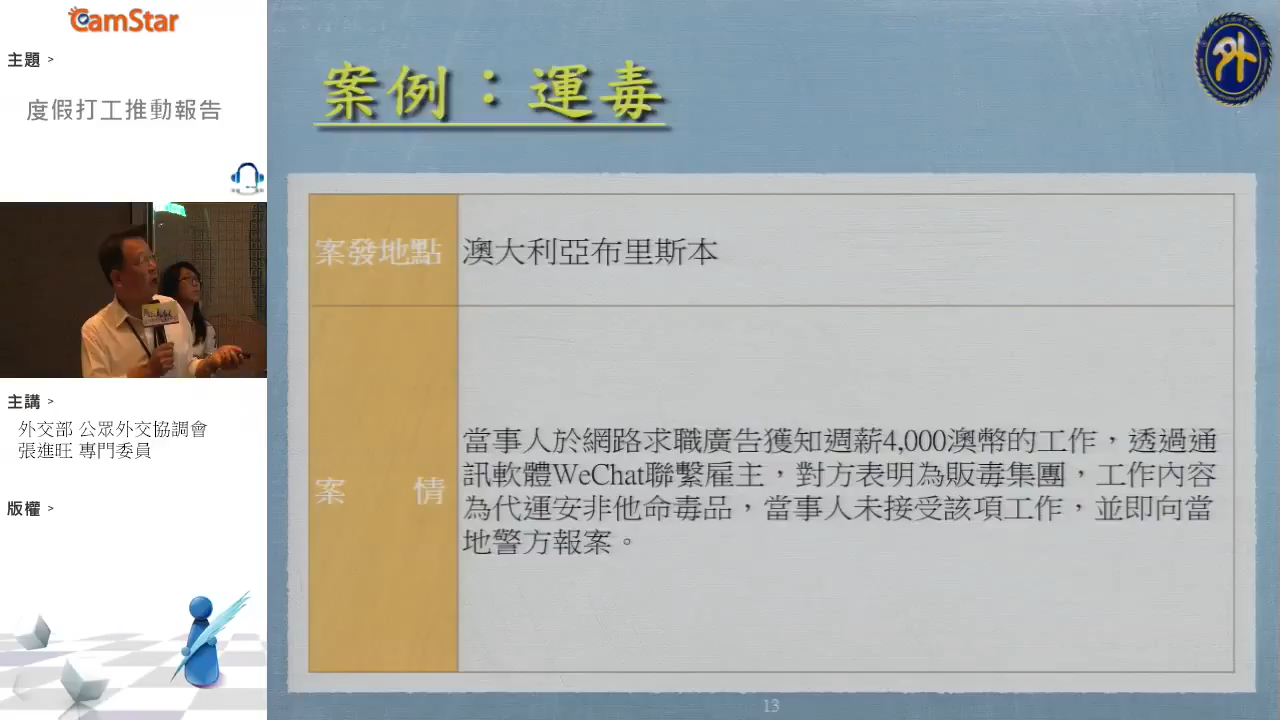 CamStar
主題 >
度假打工推動報告
主講 >
外交部 公眾外交協調會
張進旺 專門委員
版權 >
案例：運毒
外
案發地點
澳大利亞布里斯本
案 情
當事人於網路求職廣告獲知週薪4,000澳幣的工作，透過通
訊軟體WeChat聯繫雇主，對方表明為販毒集團，工作內容
為代運安非他命毒品，當事人未接受該項工作，並即向當
地警方報案。
13